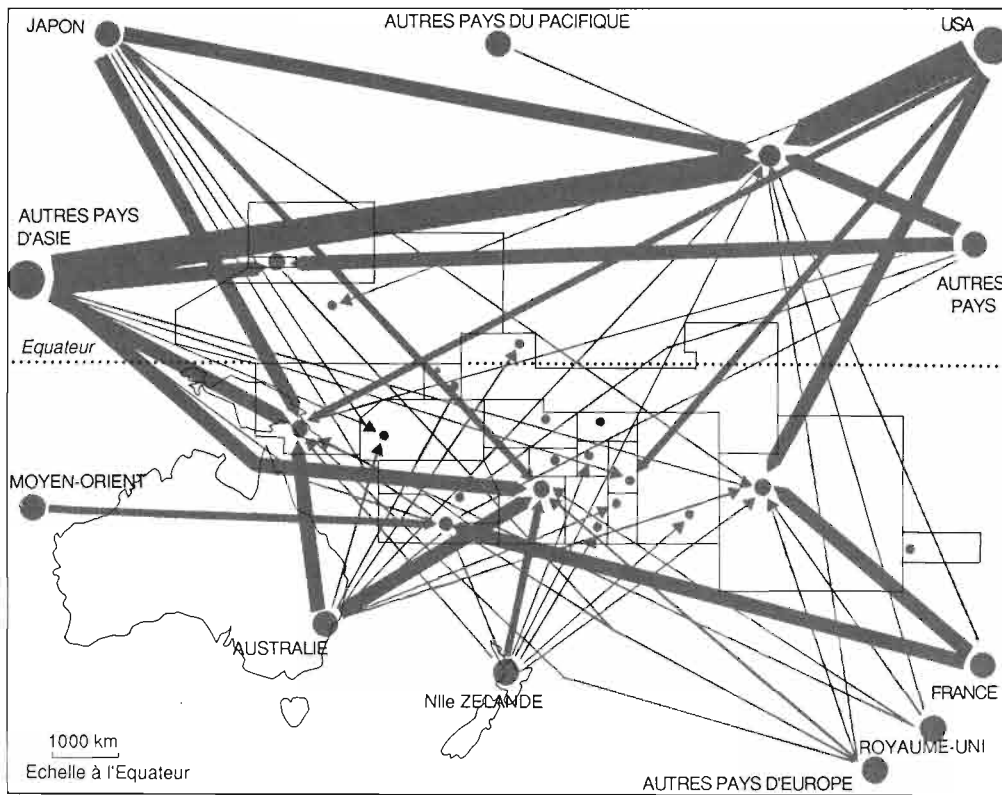 JAPON
AUTRES PAYS DU PACIFIQUE
USA
AUTRES PAYS
D'ASIE
AUTRES
PAYS
Equateur
MOYEN-ORIENT
AUSTRALIE
Nlle ZELANDE
FRANCE
ROYAUME-UNI
AUTRES PAYS D'EUROPE
1000 km
Echelle à l'Equateur